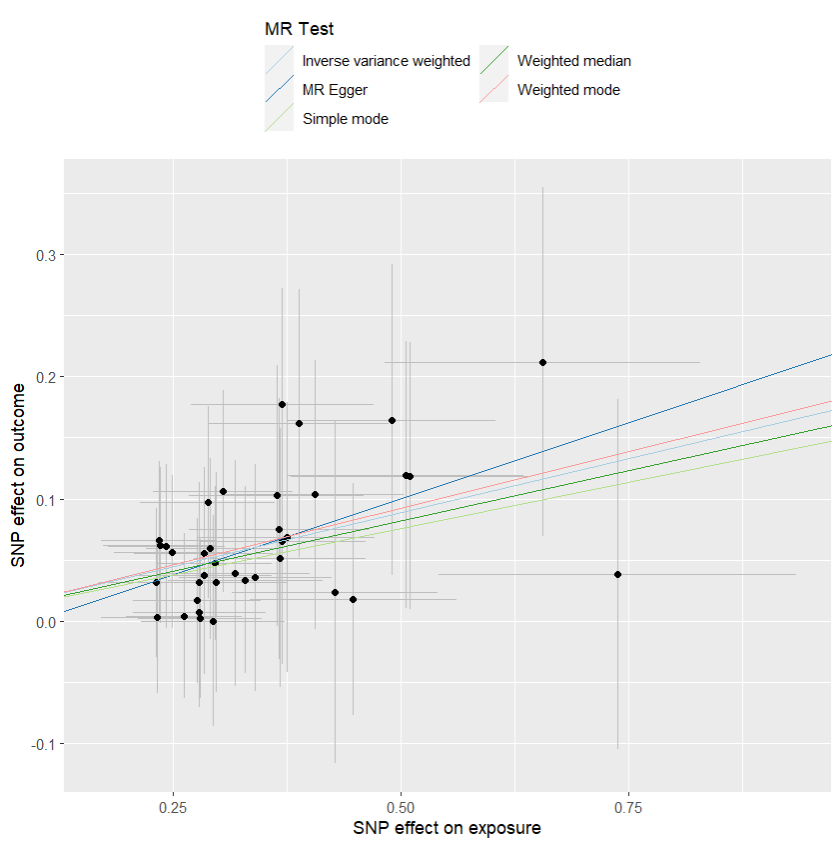 MR Test
Inverse variance weighted
Weighted median
MR Egger
Weighted mode
Simple mode
0.3
0.2
0.1
0.0
-0.1
SNP effect on outcome
0.25
0.50
0.75
SNP effect on exposure